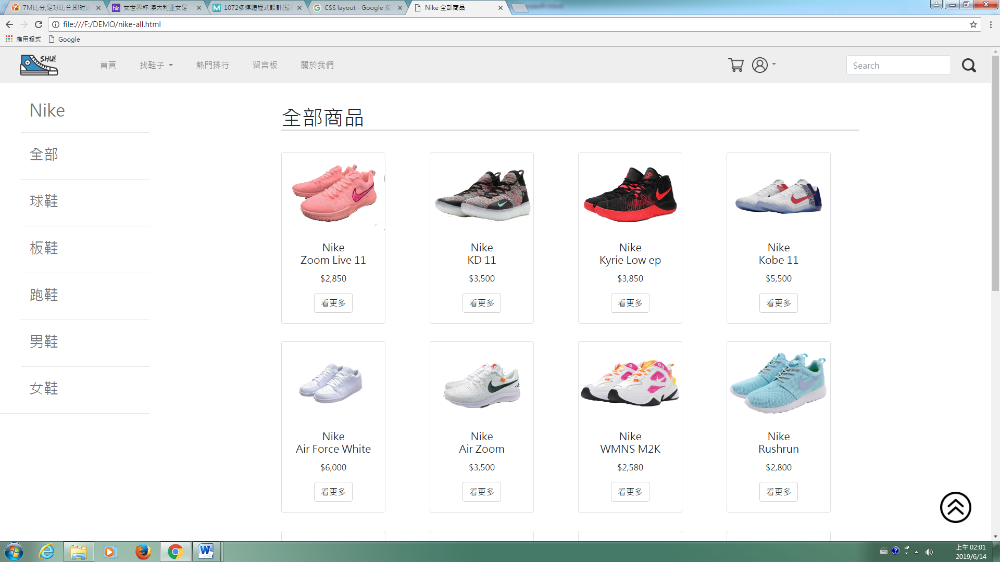 7M比分,足球比分,即时比
女世界杯 澳大利亚女足 -
1072多媒體程式設計(遠
CSS layout - Google 搜尋
Nike 全部商品
file:///F:/DEMO/nike-all.html
應用程式
Google
SHU!
首頁
找鞋子
熱門排行
留言板
關於我們
Search
Nike
全部
球鞋
板鞋
跑鞋
男鞋
女鞋
全部商品
Nike
Zoom Live 11
$2,850
看更多
Nike
KD 11
$3,500
看更多
Nike
Kyrie Low ep
$3,850
看更多
Nike
Kobe 11
$5,500
看更多
Nike
Air Force White
$6,000
看更多
Nike
Air Zoom
$3,500
看更多
Nike
WMNS M2K
$2,580
看更多
Nike
Rushrun
$2,800
看更多
上午 02:01
2019/6/14